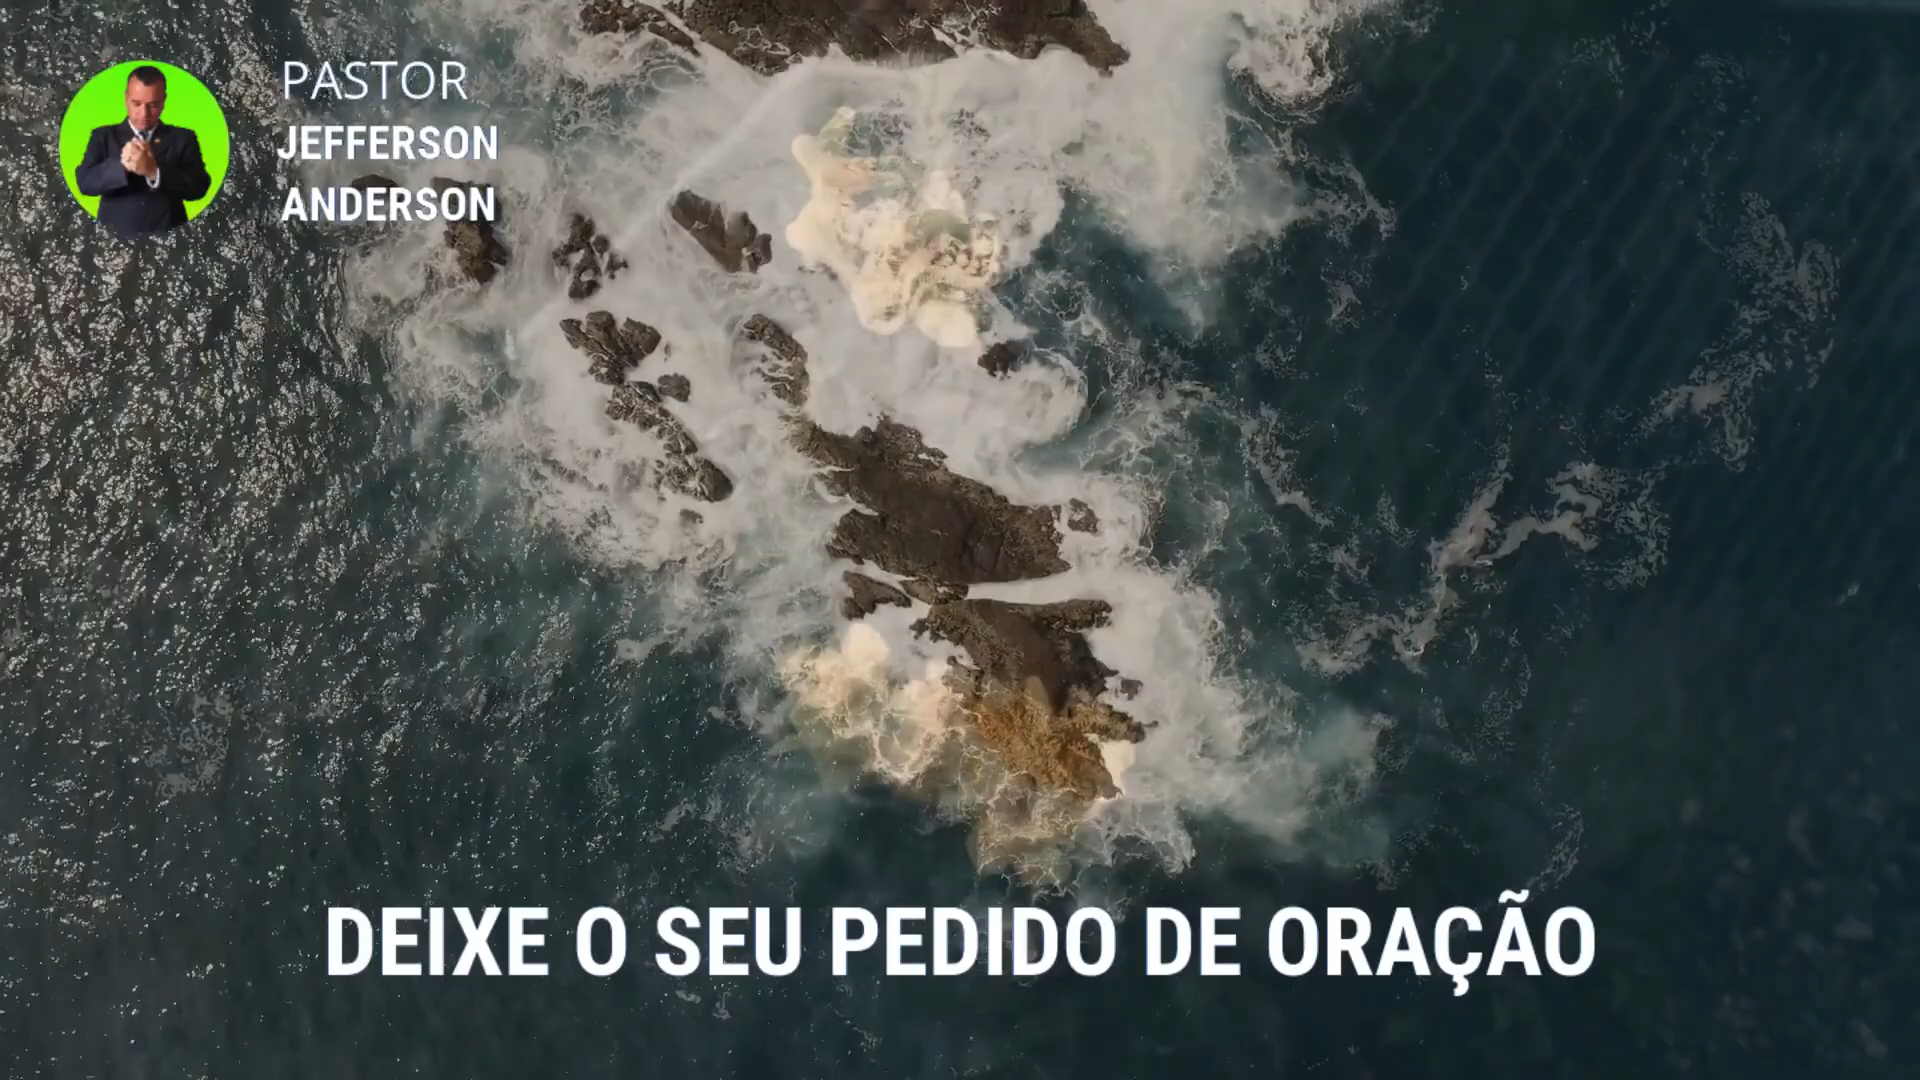 PASTOR
JEFFERSON
ANDERSON
DEIXE O SEU PEDIDO DE ORAÇÃO